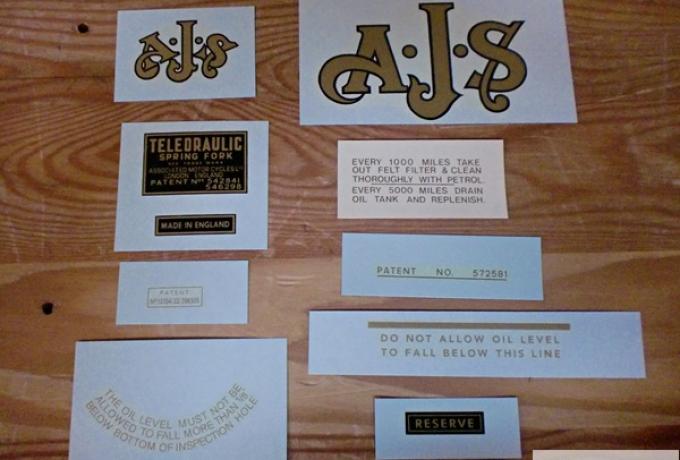 A·J·S
A·J·S
TELEDRAULIC
SPRING FORK
ASSOCIATED MOTOR CYCLES LTD
LONDON ENGLAND
PATENT Nos 542841
546298
MADE IN ENGLAND
EVERY 1000 MILES TAKE
OUT FELT FILTER & CLEAN
THOROUGHLY WITH PETROL.
EVERY 5000 MILES DRAIN
OIL TANK AND REPLENISH.
PATENT
PATENT NO. 572581
DO NOT ALLOW OIL LEVEL
TO FALL BELOW THIS LINE
THE OIL LEVEL MUST NOT BE
ALLOWED TO FALL MORE THAN 1/8
BELOW BOTTOM OF INSPECTION HOLE
RESERVE